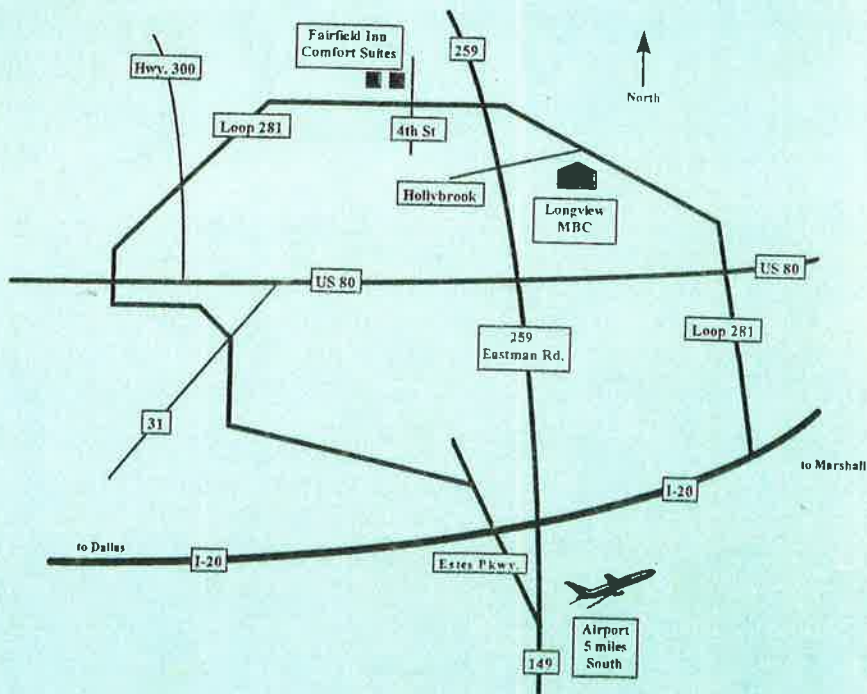 Fairfield Inn
Comfort Suites
259
Hwy. 300
North
Loop 281
4th St
Hollybrook
Longview
MBC
US 80
US 80
259
Eastman Rd.
Loop 281
31
to Marshall
I-20
to Dallas
I-20
Estes Pkwy.
Airport
5 miles
South
149